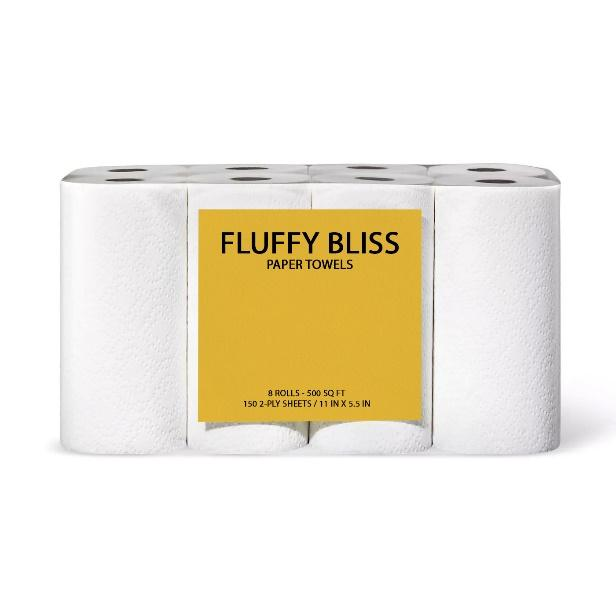 FLUFFY BLISS
PAPER TOWELS
8 ROLLS - 500 SQ FT
150 2-PLY SHEETS / 11 IN X 5.5 IN